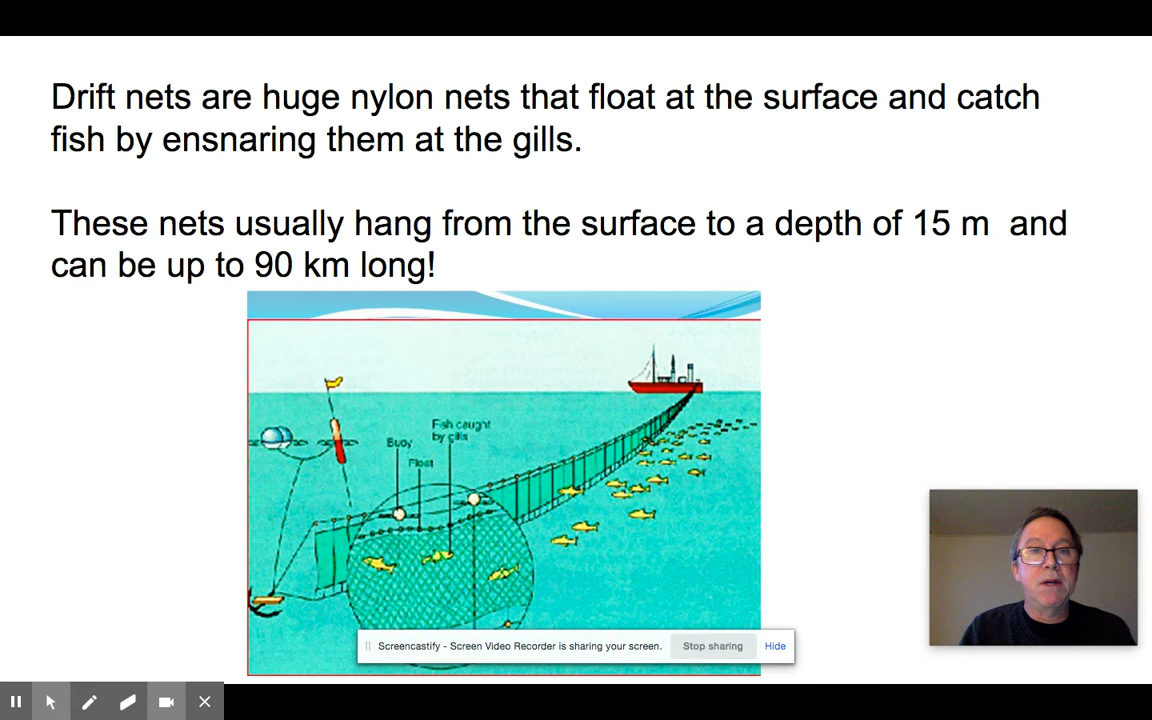 Drift nets are huge nylon nets that float at the surface and catch
fish by ensnaring them at the gills.
These nets usually hang from the surface to a depth of 15 m  and
can be up to 90 km long!
Fish caught
by gills
Buoy
Float
Screencastify - Screen Video Recorder is sharing your screen.
Stop sharing
Hide